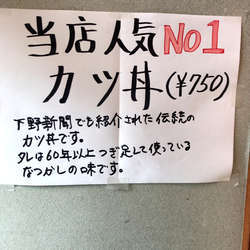 当店人気No1
カツ丼(¥750)
下野新聞でも紹介された伝統の
カツ丼です。
タレは60年以上つぎ足して使っている
なつかしの味です。